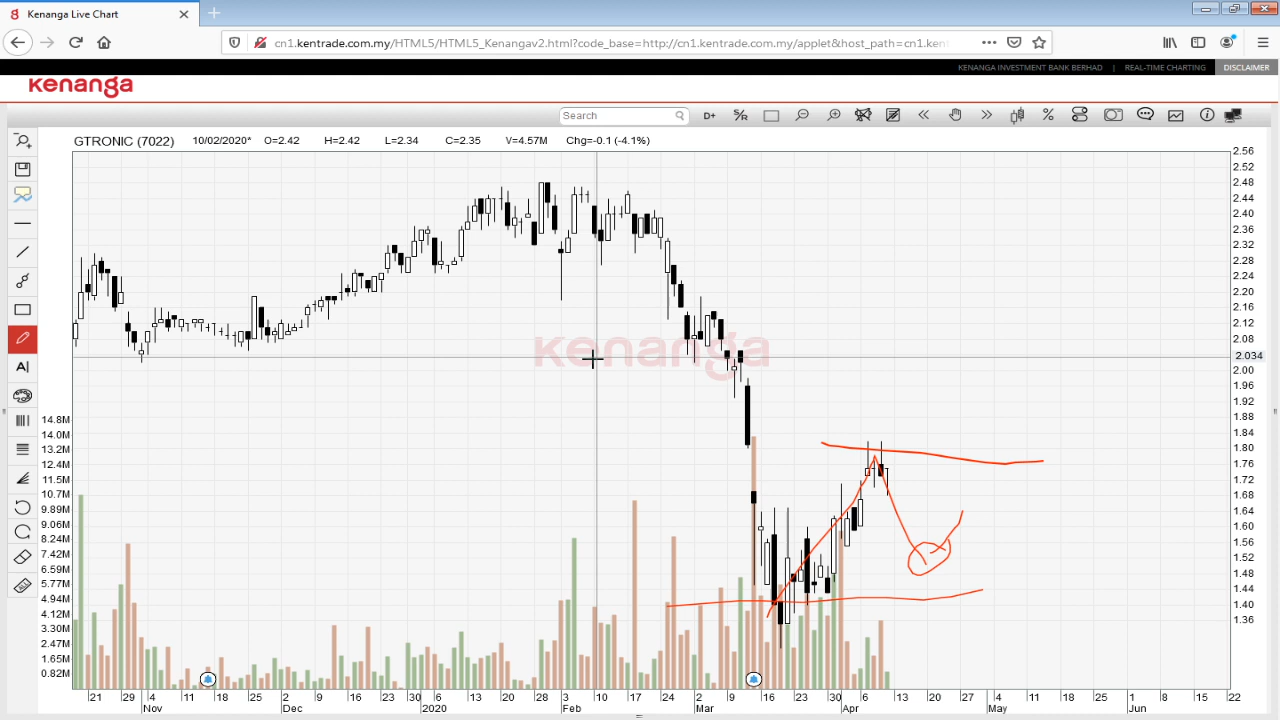 Kenanga Live Chart
cn1.kentrade.com.my/HTML5/HTML5_Kenangav2.html?code_base=http://cn1.kentrade.com.my/applet&host_path=cn1.ken
KENANGA INVESTMENT BANK BERHAD | REAL-TIME CHARTING DISCLAIMER
kenanga
Search D+ S/R %
GTRONIC (7022) 10/02/2020* O=2.42 H=2.42 L=2.34 C=2.35 V=4.57M Chg=-0.1 (-4.1%)
2.56
2.52
2.48
2.44
2.40
2.36
2.32
2.28
2.24
2.20
2.16
2.12
2.08
kenanga
2.034
2.00
1.96
1.92
1.88
1.84
1.80
1.76
1.72
1.68
1.64
1.60
1.56
1.52
1.48
1.44
1.40
1.36
A
14.8M
14.0M
13.2M
12.4M
11.6M
10.7M
9.89M
9.06M
8.24M
7.42M
6.59M
5.77M
4.94M
4.12M
3.30M
2.47M
1.65M
0.82M
21 29 4 11 18 25 2 9 16 23 30 6 13 20 28 3 10 17 24 2 9 16 23 30 6 13 20 27 4 11 18 25 1 8 15 22
Nov Dec 2020 Feb Mar Apr May Jun